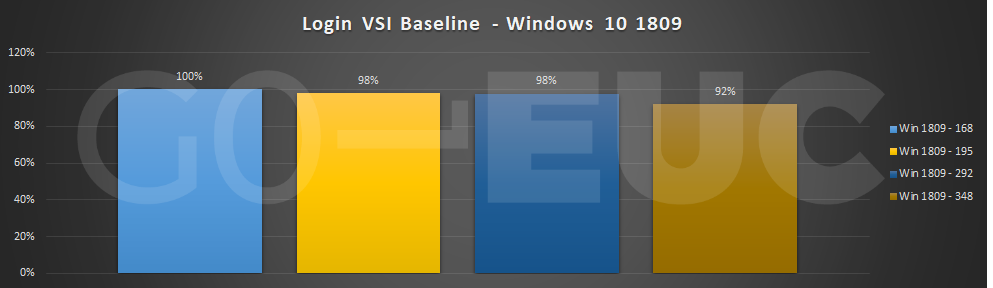 Login VSI Baseline - Windows 10 1809
120%
100%
80%
60%
40%
20%
0%
100%
98%
98%
92%
Win 1809 - 168
Win 1809 - 195
Win 1809 - 292
Win 1809 - 348
GO-EUC